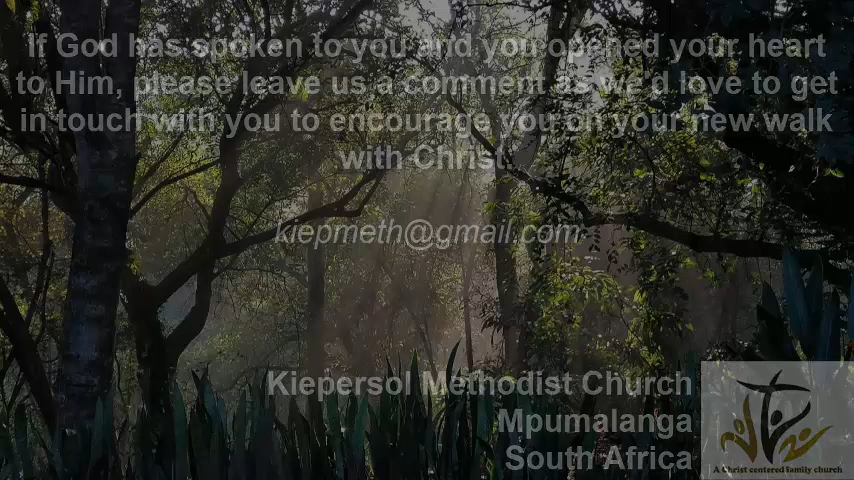 If God has spoken to you and you opened your heart
to Him, please leave us a comment as we'd love to get
in touch with you to encourage you on your new walk
with Christ
kiepmeth@gmail.com
Kiepersol Methodist Church
Mpumalanga
South Africa
A Christ centered family church